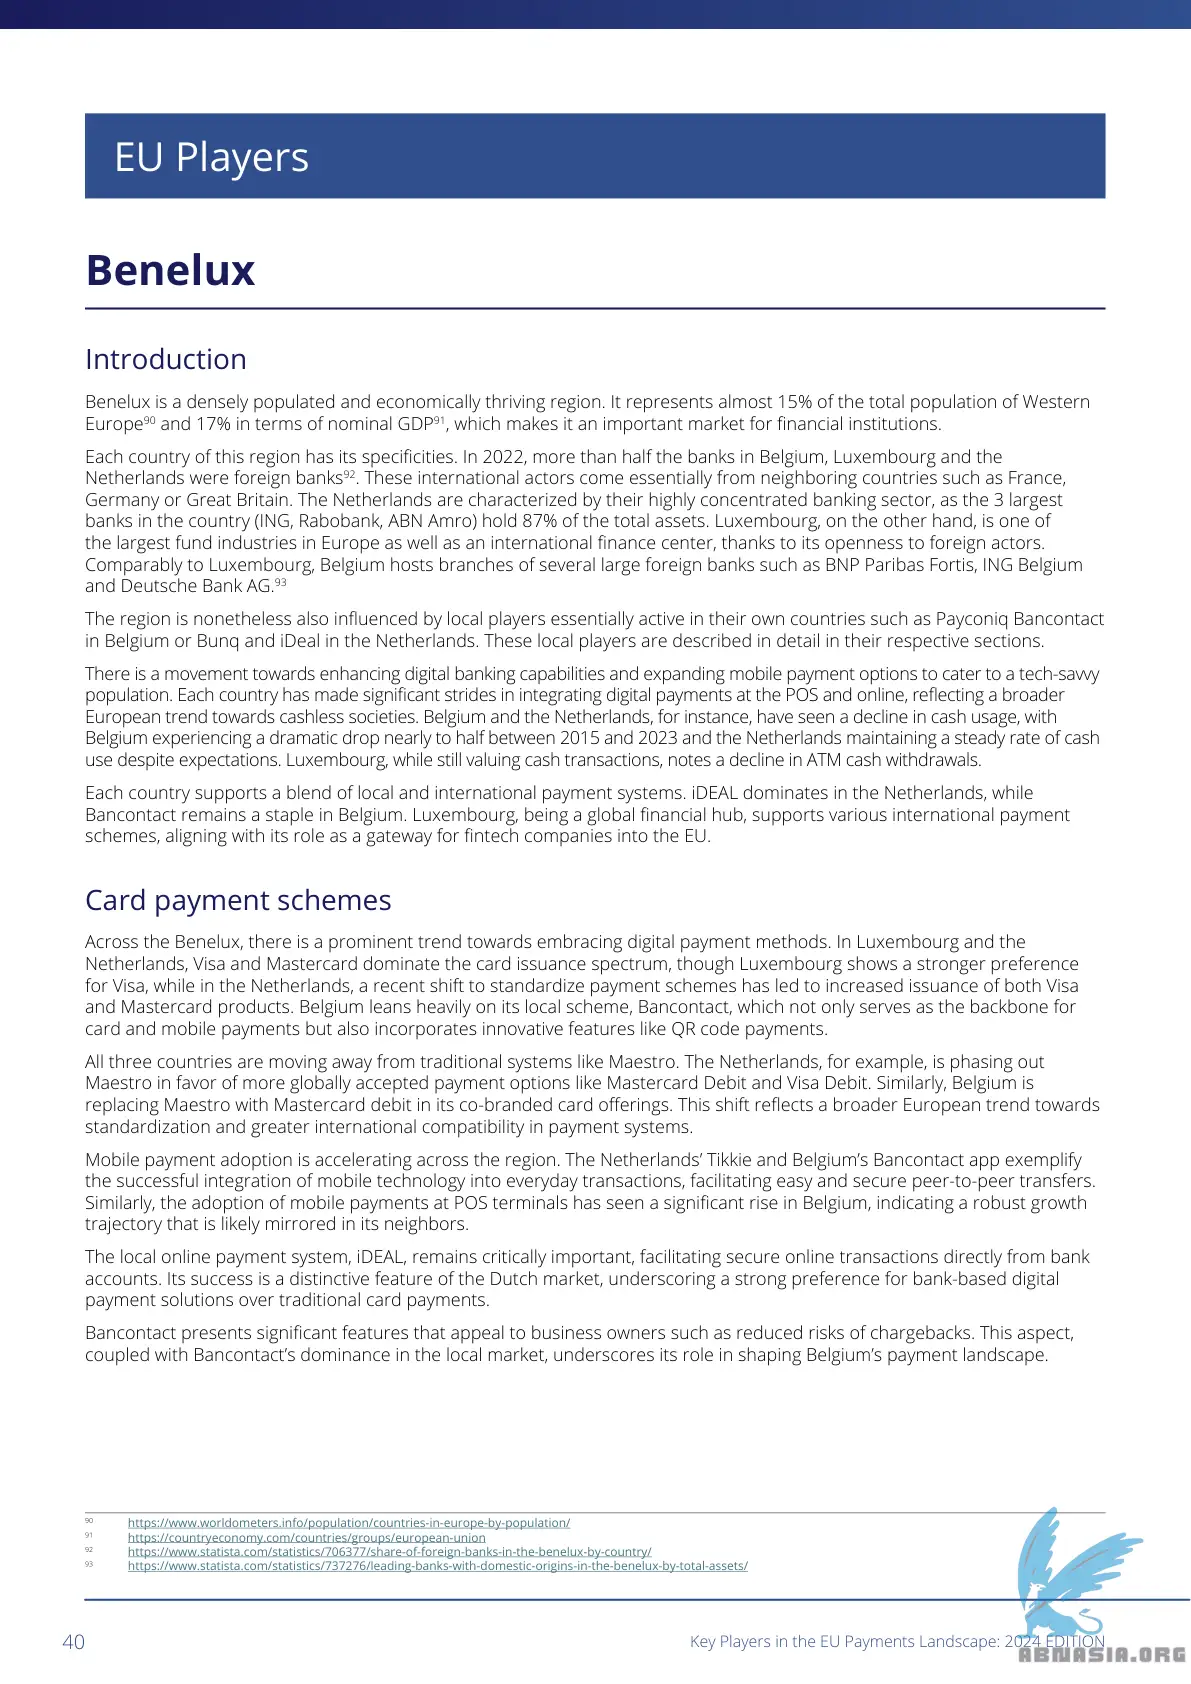 EU Players
Benelux
Introduction
Benelux is a densely populated and economically thriving region. It represents almost 15% of the total population of Western
Europe90 and 17% in terms of nominal GDP91, which makes it an important market for financial institutions.
Each country of this region has its specificities. In 2022, more than half the banks in Belgium, Luxembourg and the
Netherlands were foreign banks92. These international actors come essentially from neighboring countries such as France,
Germany or Great Britain. The Netherlands are characterized by their highly concentrated banking sector, as the 3 largest
banks in the country (ING, Rabobank, ABN Amro) hold 87% of the total assets. Luxembourg, on the other hand, is one of
the largest fund industries in Europe as well as an international finance center, thanks to its openness to foreign actors.
Comparably to Luxembourg, Belgium hosts branches of several large foreign banks such as BNP Paribas Fortis, ING Belgium
and Deutsche Bank AG.93
The region is nonetheless also influenced by local players essentially active in their own countries such as Payconiq Bancontact
in Belgium or Bunq and iDeal in the Netherlands. These local players are described in detail in their respective sections.
There is a movement towards enhancing digital banking capabilities and expanding mobile payment options to cater to a tech-savvy
population. Each country has made significant strides in integrating digital payments at the POS and online, reflecting a broader
European trend towards cashless societies. Belgium and the Netherlands, for instance, have seen a decline in cash usage, with
Belgium experiencing a dramatic drop nearly to half between 2015 and 2023 and the Netherlands maintaining a steady rate of cash
use despite expectations. Luxembourg, while still valuing cash transactions, notes a decline in ATM cash withdrawals.
Each country supports a blend of local and international payment systems. iDEAL dominates in the Netherlands, while
Bancontact remains a staple in Belgium. Luxembourg, being a global financial hub, supports various international payment
schemes, aligning with its role as a gateway for fintech companies into the EU.
Card payment schemes
Across the Benelux, there is a prominent trend towards embracing digital payment methods. In Luxembourg and the
Netherlands, Visa and Mastercard dominate the card issuance spectrum, though Luxembourg shows a stronger preference
for Visa, while in the Netherlands, a recent shift to standardize payment schemes has led to increased issuance of both Visa
and Mastercard products. Belgium leans heavily on its local scheme, Bancontact, which not only serves as the backbone for
card and mobile payments but also incorporates innovative features like QR code payments.
All three countries are moving away from traditional systems like Maestro. The Netherlands, for example, is phasing out
Maestro in favor of more globally accepted payment options like Mastercard Debit and Visa Debit. Similarly, Belgium is
replacing Maestro with Mastercard debit in its co-branded card offerings. This shift reflects a broader European trend towards
standardization and greater international compatibility in payment systems.
Mobile payment adoption is accelerating across the region. The Netherlands’ Tikkie and Belgium’s Bancontact app exemplify
the successful integration of mobile technology into everyday transactions, facilitating easy and secure peer-to-peer transfers.
Similarly, the adoption of mobile payments at POS terminals has seen a significant rise in Belgium, indicating a robust growth
trajectory that is likely mirrored in its neighbors.
The local online payment system, iDEAL, remains critically important, facilitating secure online transactions directly from bank
accounts. Its success is a distinctive feature of the Dutch market, underscoring a strong preference for bank-based digital
payment solutions over traditional card payments.
Bancontact presents significant features that appeal to business owners such as reduced risks of chargebacks. This aspect,
coupled with Bancontact’s dominance in the local market, underscores its role in shaping Belgium’s payment landscape.
90 https://www.worldometers.info/population/countries-in-europe-by-population/
91 https://countryeconomy.com/countries/groups/european-union
92 https://www.statista.com/statistics/706377/share-of-foreign-banks-in-the-benelux-by-country/
93 https://www.statista.com/statistics/737276/leading-banks-with-domestic-origins-in-the-benelux-by-total-assets/
40
Key Players in the EU Payments Landscape: 2024 EDITION
ABNASIA.ORG